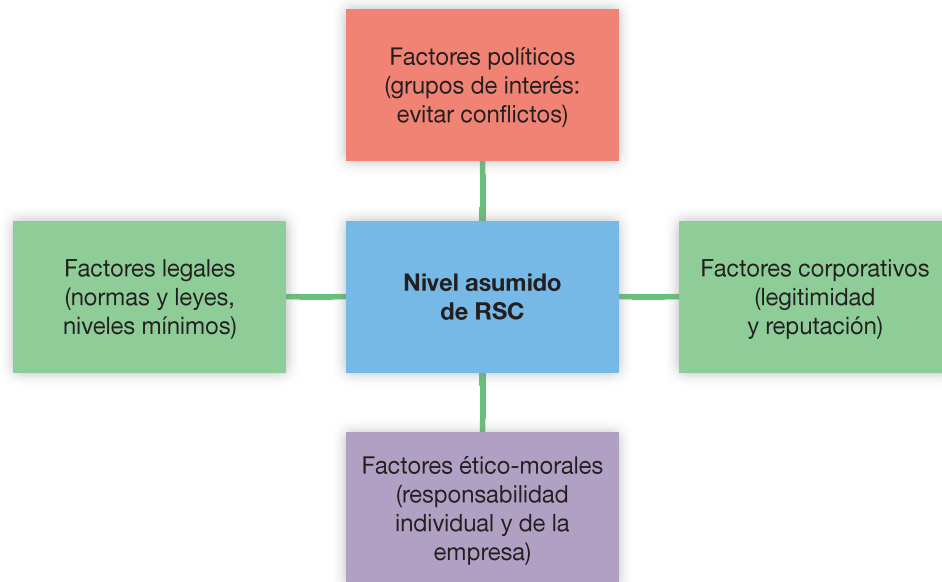 Factores políticos
(grupos de interés:
evitar conflictos)
Factores legales
(normas y leyes,
niveles mínimos)
Nivel asumido
de RSC
Factores corporativos
(legitimidad
y reputación)
Factores ético-morales
(responsabilidad
individual y de la
empresa)